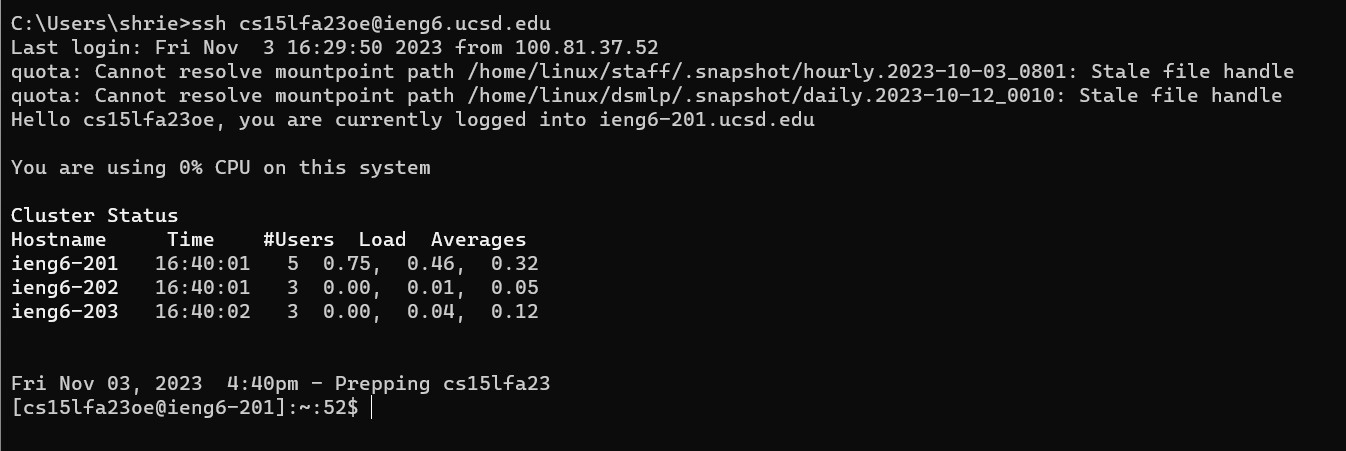 C:\Users\shrie>ssh cs15lfa23oe@ieng6.ucsd.edu
Last login: Fri Nov  3 16:29:50 2023 from 100.81.37.52
quota: Cannot resolve mountpoint path /home/linux/staff/.snapshot/hourly.2023-10-03_0801: Stale file handle
quota: Cannot resolve mountpoint path /home/linux/dsmlp/.snapshot/daily.2023-10-12_0010: Stale file handle
Hello cs15lfa23oe, you are currently logged into ieng6-201.ucsd.edu
You are using 0% CPU on this system
Cluster Status
Hostname     Time    #Users  Load  Averages
ieng6-201   16:40:01   5  0.75,  0.46,  0.32
ieng6-202   16:40:01   3  0.00,  0.01,  0.05
ieng6-203   16:40:02   3  0.00,  0.04,  0.12
Fri Nov 03, 2023  4:40pm - Prepping cs15lfa23
[cs15lfa23oe@ieng6-201]:~:52$